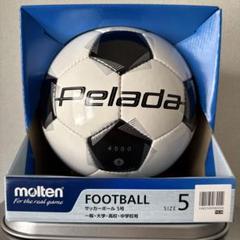 Pelada
4000
molten
For the real game
FOOTBALL
サッカーボール 5号
一般・大学・高校・中学校用
SIZE 5